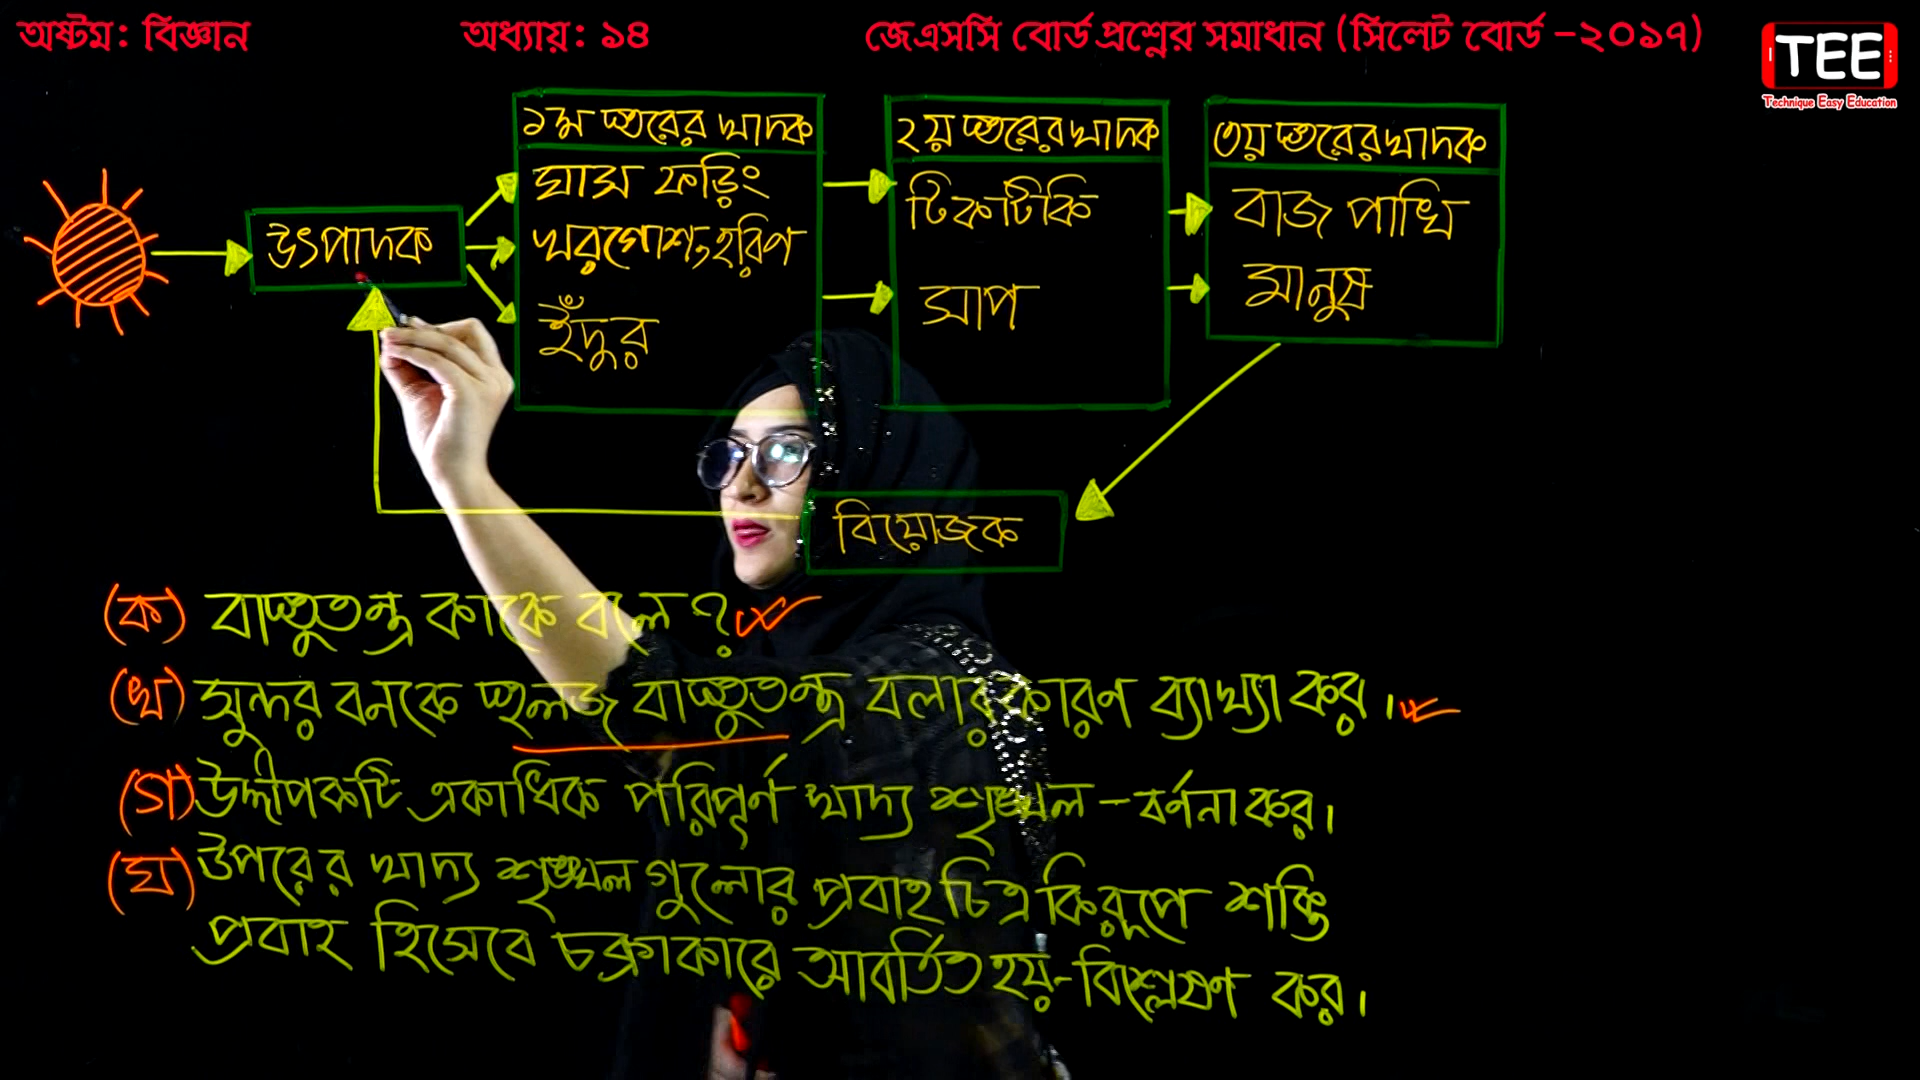 অষ্টম: বিজ্ঞান
অধ্যায়: ১৪
জেএসসি বোর্ড প্রশ্নের সমাধান (সিলেট বোর্ড -২০১৭)
TEE
Technique Easy Education
উৎপাদক
১ম স্তরের খাদক
ঘাস ফড়িং
খরগোশ, হরিণ
ইঁদুর
২য় স্তরের খাদক
টিকটিকি
সাপ
৩য় স্তরের খাদক
বাজ পাখি
মানুষ
বিয়োজক
(ক) বাস্তুতন্ত্র কাকে বলে?
(খ) সুন্দর বনকে স্থলজ বাস্তুতন্ত্র বলার কারণ ব্যাখ্যা কর।
(গ) উদ্দীপকটি একাধিক পরিপূর্ণ খাদ্য শৃঙ্খল - বর্ণনা কর।
(ঘ) উপরের খাদ্য শৃঙ্খল গুলোর প্রবাহ চিত্র কিরূপে শক্তি
প্রবাহ হিসেবে চক্রাকারে আবর্তিত হয়-বিশ্লেষণ কর।